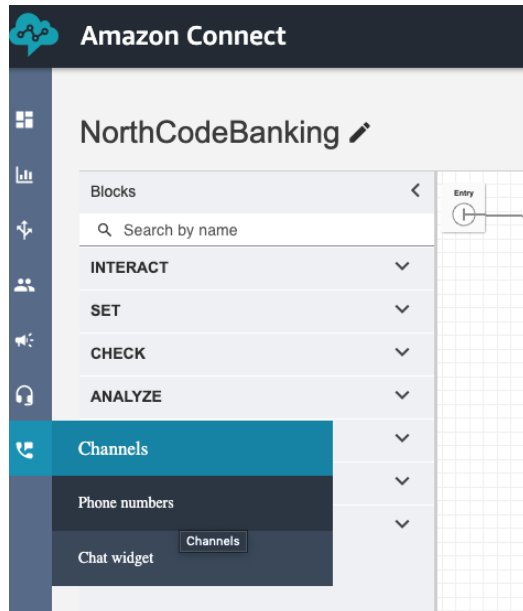 Amazon Connect
NorthCodeBanking
Blocks
Entry
Search by name
INTERACT
SET
CHECK
ANALYZE
Channels
Phone numbers
Channels
Chat widget